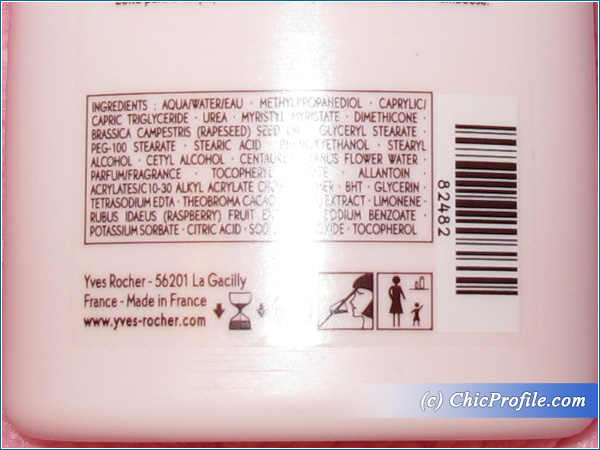 INGREDIENTS : AQUA/WATER/EAU · METHYLPROPANEDIOL · CAPRYLIC/
CAPRIC TRIGLYCERIDE · UREA · MYRISTYL MYRISTATE · DIMETHICONE ·
BRASSICA CAMPESTRIS (RAPESEED) SEED OIL · GLYCERYL STEARATE ·
PEG-100 STEARATE · STEARIC ACID · PHENOXYETHANOL · STEARYL
ALCOHOL · CETYL ALCOHOL · CENTAUREA CYANUS FLOWER WATER ·
PARFUM/FRAGRANCE · TOCOPHERYL · ALLANTOIN ·
ACRYLATES/C10-30 ALKYL ACRYLATE · BHT · GLYCERIN ·
TETRASODIUM EDTA · THEOBROMA CACAO EXTRACT · LIMONENE ·
RUBUS IDAEUS (RASPBERRY) FRUIT SODIUM BENZOATE ·
POTASSIUM SORBATE · CITRIC ACID · TOCOPHEROL
82482
Yves Rocher - 56201 La Gacilly
France - Made in France
www.yves-rocher.com
(c) ChicProfile.com